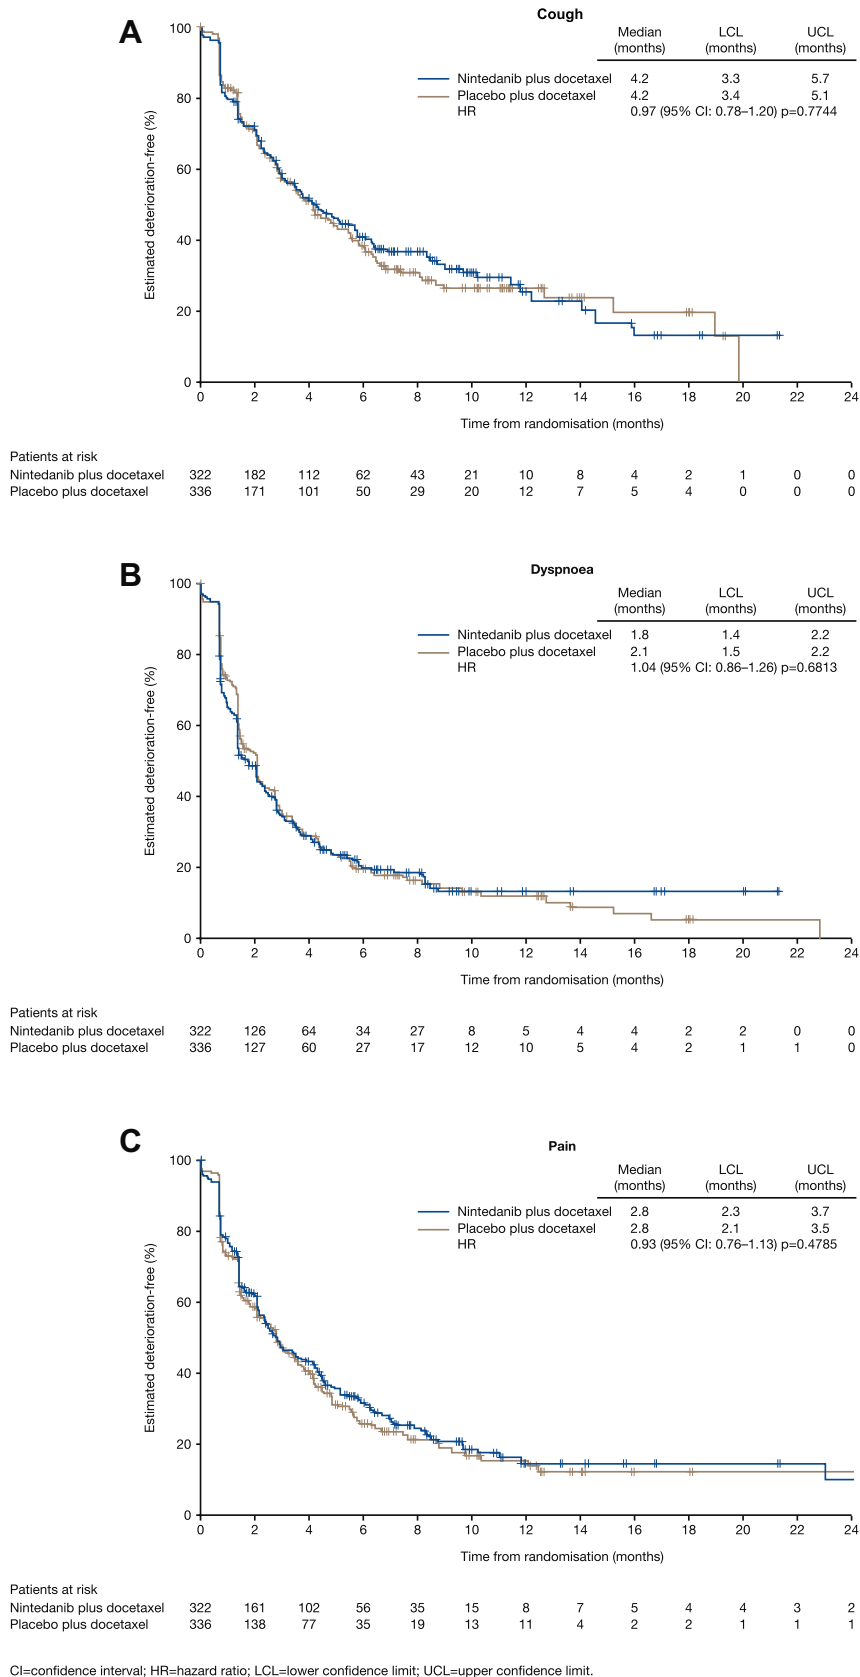 A
Cough
Median LCL UCL
(months) (months) (months)
Nintedanib plus docetaxel 4.2 3.3 5.7
Placebo plus docetaxel 4.2 3.4 5.1
HR 0.97 (95% CI: 0.78–1.20) p=0.7744
Estimated deterioration-free (%)
100
80
60
40
20
0
0 2 4 6 8 10 12 14 16 18 20 22 24
Time from randomisation (months)
Patients at risk
Nintedanib plus docetaxel 322 182 112 62 43 21 10 8 4 2 1 0 0
Placebo plus docetaxel 336 171 101 50 29 20 12 7 5 4 0 0 0
B
Dyspnoea
Median LCL UCL
(months) (months) (months)
Nintedanib plus docetaxel 1.8 1.4 2.2
Placebo plus docetaxel 2.1 1.5 2.2
HR 1.04 (95% CI: 0.86–1.26) p=0.6813
Estimated deterioration-free (%)
100
80
60
40
20
0
0 2 4 6 8 10 12 14 16 18 20 22 24
Time from randomisation (months)
Patients at risk
Nintedanib plus docetaxel 322 126 64 34 27 8 5 4 4 2 2 0 0
Placebo plus docetaxel 336 127 60 27 17 12 10 5 4 2 1 1 0
C
Pain
Median LCL UCL
(months) (months) (months)
Nintedanib plus docetaxel 2.8 2.3 3.7
Placebo plus docetaxel 2.8 2.1 3.5
HR 0.93 (95% CI: 0.76–1.13) p=0.4785
Estimated deterioration-free (%)
100
80
60
40
20
0
0 2 4 6 8 10 12 14 16 18 20 22 24
Time from randomisation (months)
Patients at risk
Nintedanib plus docetaxel 322 161 102 56 35 15 8 7 5 4 4 3 2
Placebo plus docetaxel 336 138 77 35 19 13 11 4 2 2 1 1 1
CI=confidence interval; HR=hazard ratio; LCL=lower confidence limit; UCL=upper confidence limit.